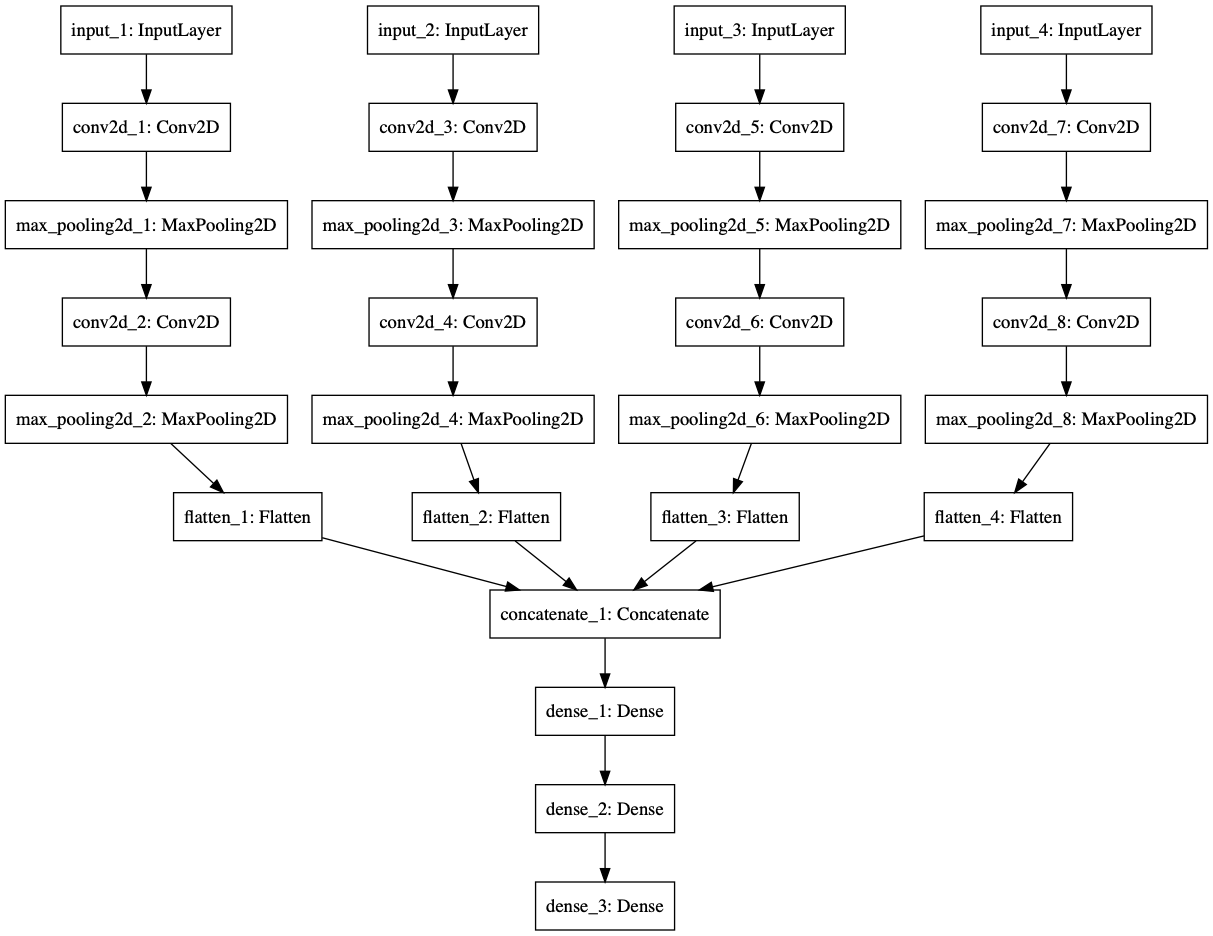 input_1: InputLayer
input_2: InputLayer
input_3: InputLayer
input_4: InputLayer
conv2d_1: Conv2D
conv2d_3: Conv2D
conv2d_5: Conv2D
conv2d_7: Conv2D
max_pooling2d_1: MaxPooling2D
max_pooling2d_3: MaxPooling2D
max_pooling2d_5: MaxPooling2D
max_pooling2d_7: MaxPooling2D
conv2d_2: Conv2D
conv2d_4: Conv2D
conv2d_6: Conv2D
conv2d_8: Conv2D
max_pooling2d_2: MaxPooling2D
max_pooling2d_4: MaxPooling2D
max_pooling2d_6: MaxPooling2D
max_pooling2d_8: MaxPooling2D
flatten_1: Flatten
flatten_2: Flatten
flatten_3: Flatten
flatten_4: Flatten
concatenate_1: Concatenate
dense_1: Dense
dense_2: Dense
dense_3: Dense